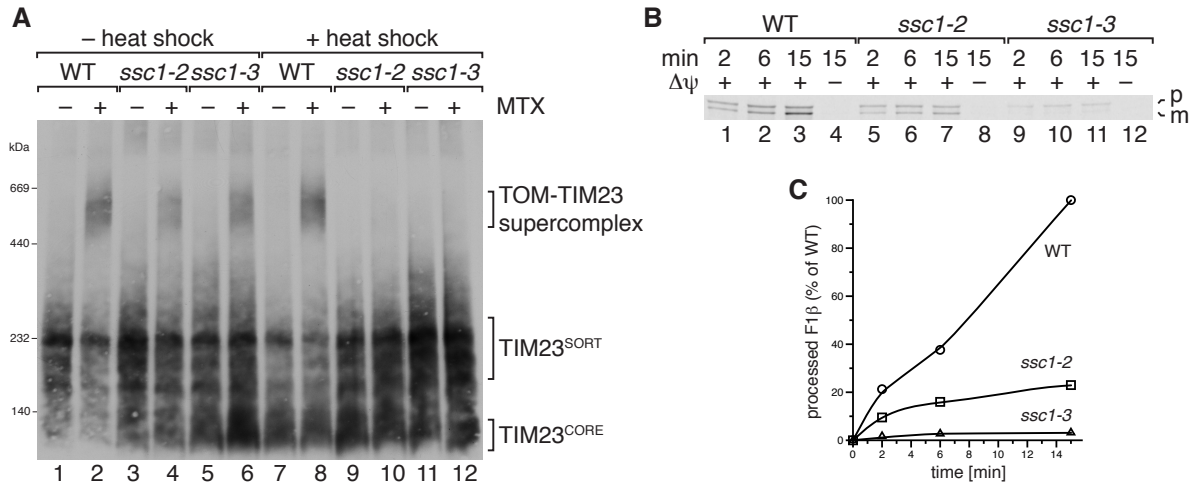 A
– heat shock + heat shock
WT ssc1-2 ssc1-3 WT ssc1-2 ssc1-3
– + – + – + – + – + – + MTX
kDa
669
440
232
140
TOM-TIM23
supercomplex
TIM23SORT
TIM23CORE
1 2 3 4 5 6 7 8 9 10 11 12
B
WT ssc1-2 ssc1-3
min 2 6 15 15 2 6 15 15 2 6 15 15
Δψ + + + – + + + – + + + –
p
m
1 2 3 4 5 6 7 8 9 10 11 12
C
processed F1β (% of WT)
100
80
60
40
20
0
WT
ssc1-2
ssc1-3
0 2 4 6 8 10 12 14
time [min]